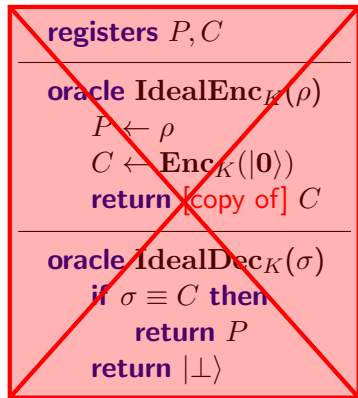 registers P, C
oracle IdealEnc_K(ρ)
P ← ρ
C ← Enc_K(|0⟩)
return [copy of] C
oracle IdealDec_K(σ)
if σ ≡ C then
return P
return |⊥⟩